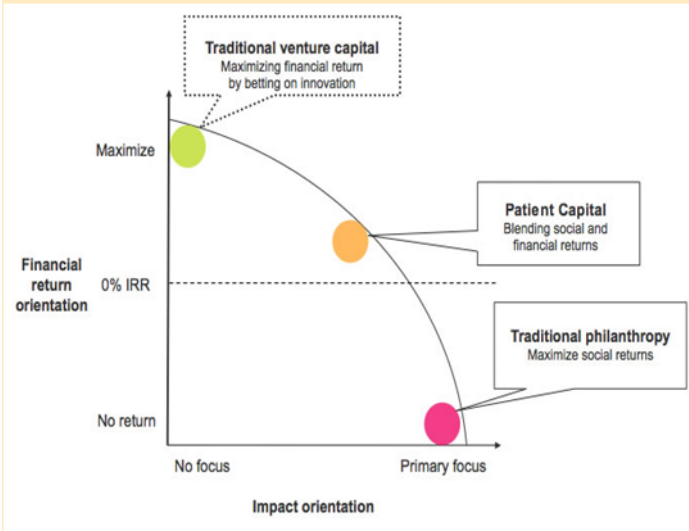 Traditional venture capital
Maximizing financial return
by betting on innovation
Maximize
Patient Capital
Blending social and
financial returns
Financial
return
orientation
0% IRR
Traditional philanthropy
Maximize social returns
No return
No focus
Primary focus
Impact orientation